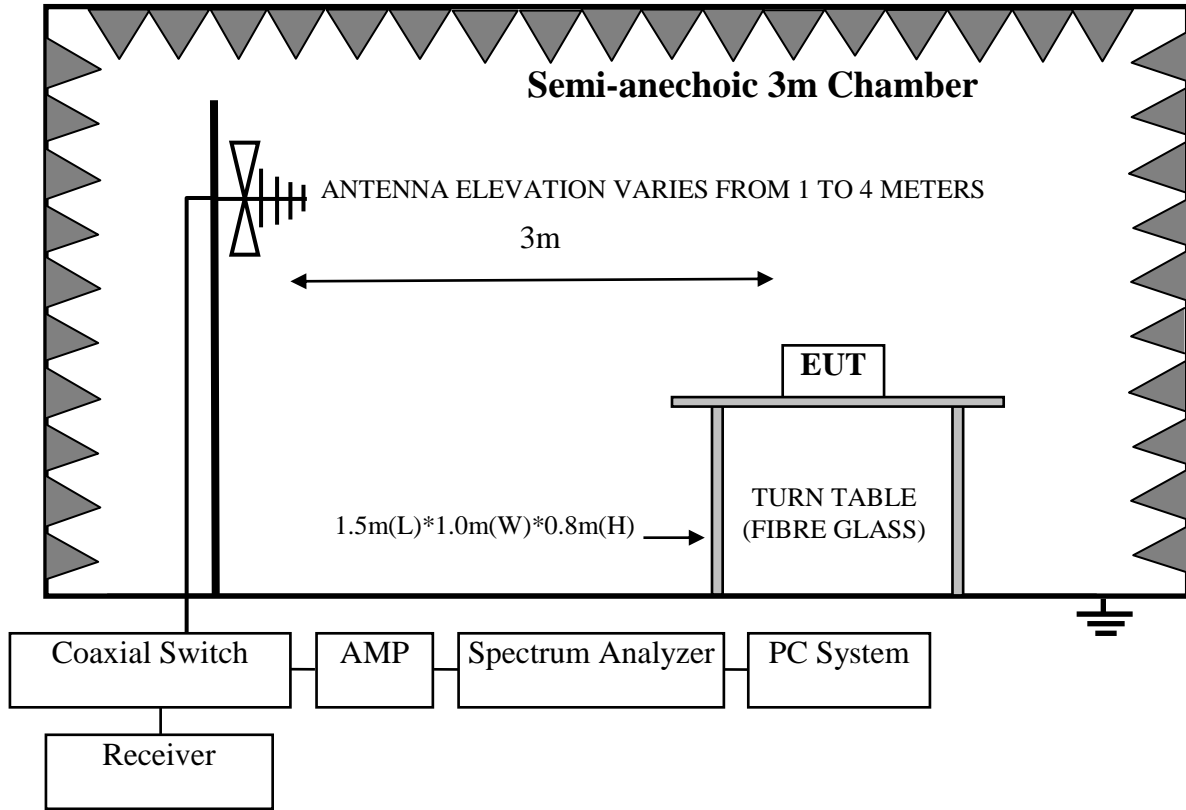 Semi-anechoic 3m Chamber
ANTENNA ELEVATION VARIES FROM 1 TO 4 METERS
3m
EUT
TURN TABLE
(FIBRE GLASS)
1.5m(L)*1.0m(W)*0.8m(H)
Coaxial Switch
AMP
Spectrum Analyzer
PC System
Receiver